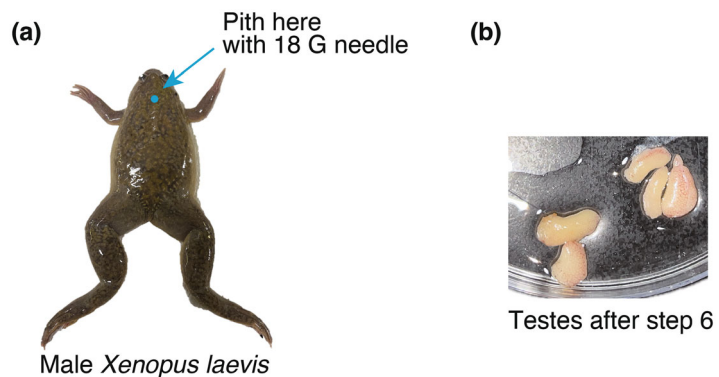 (a)
Pith here
with 18 G needle
Male Xenopus laevis
(b)
Testes after step 6